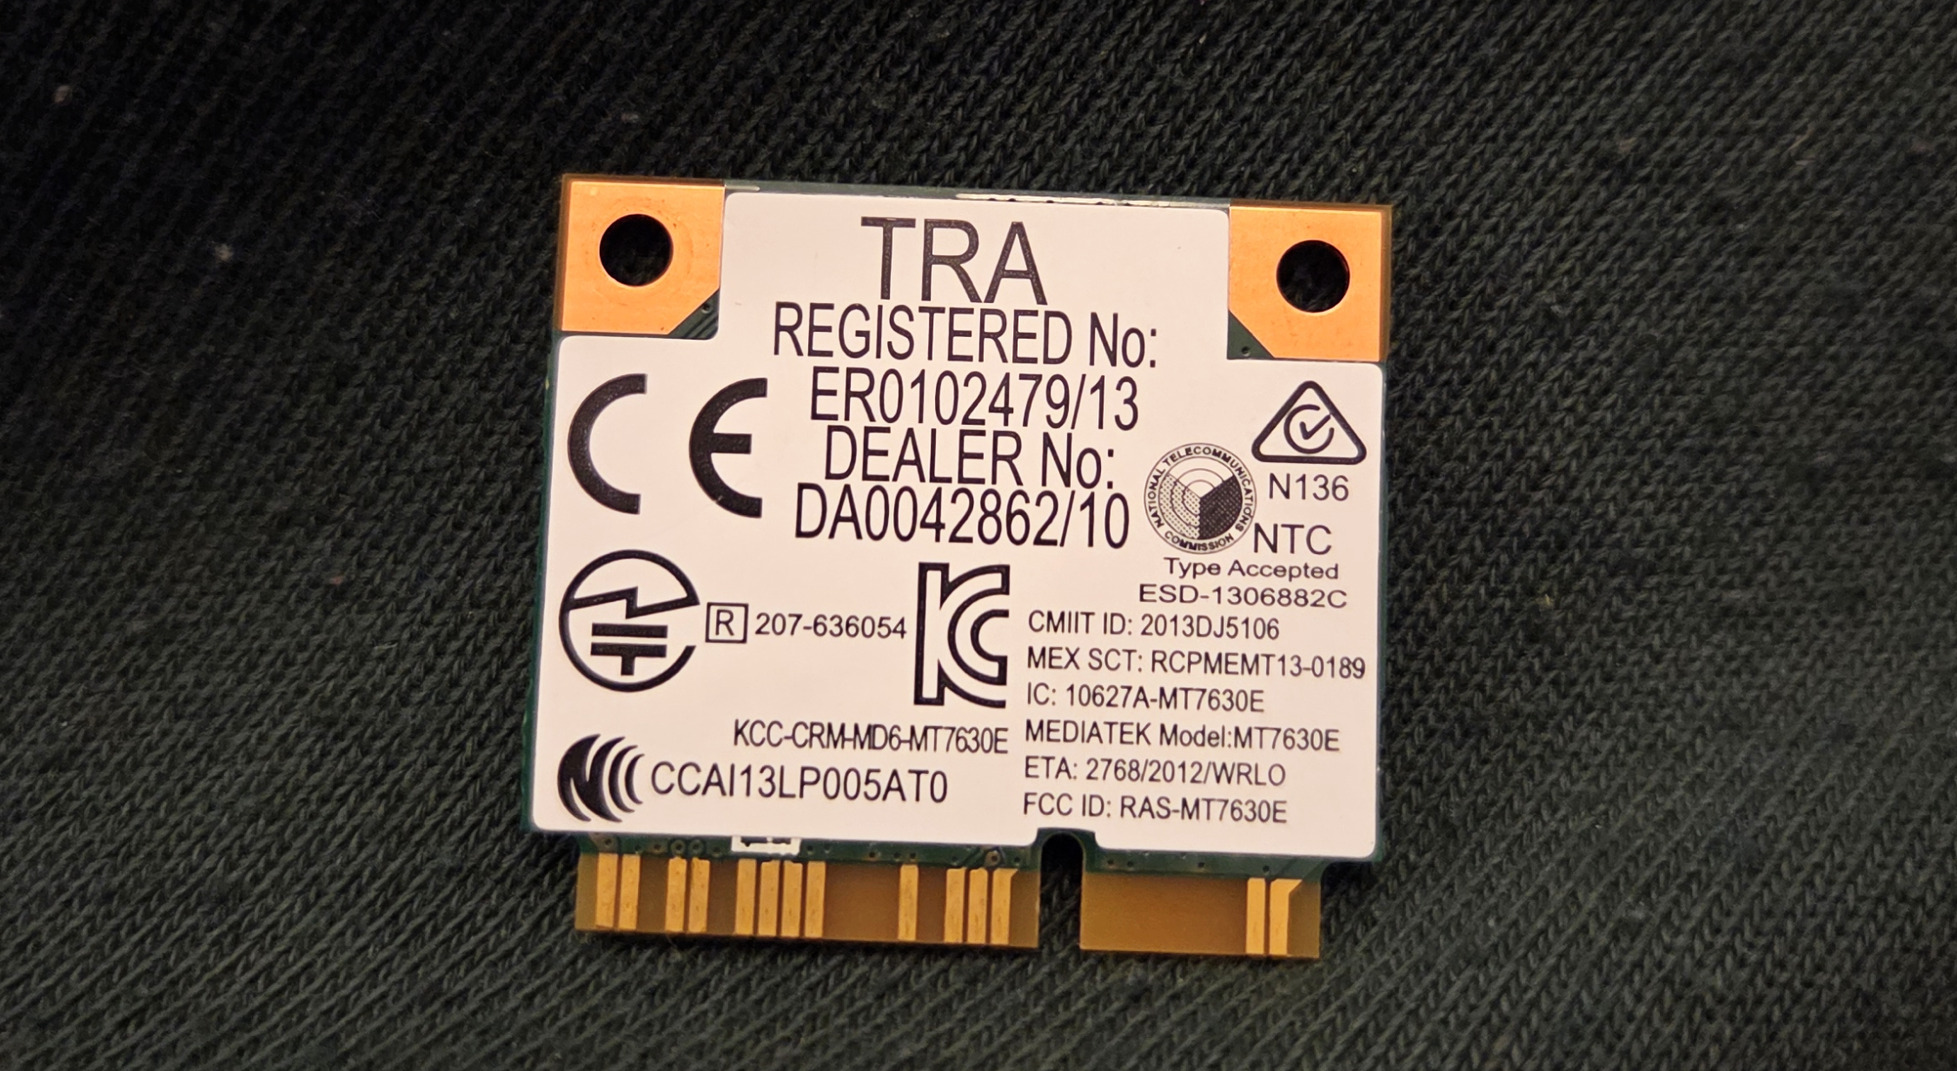 TRA
REGISTERED No:
ER0102479/13
DEALER No:
DA0042862/10
CE
N136
NATIONAL TELECOMMUNICATIONS COMMISSION
NTC
Type Accepted
ESD-1306882C
R 207-636054
KC
CMIIT ID: 2013DJ5106
MEX SCT: RCPMEMT13-0189
IC: 10627A-MT7630E
KCC-CRM-MD6-MT7630E
MEDIATEK Model:MT7630E
CCAI13LP005AT0
ETA: 2768/2012/WRLO
FCC ID: RAS-MT7630E